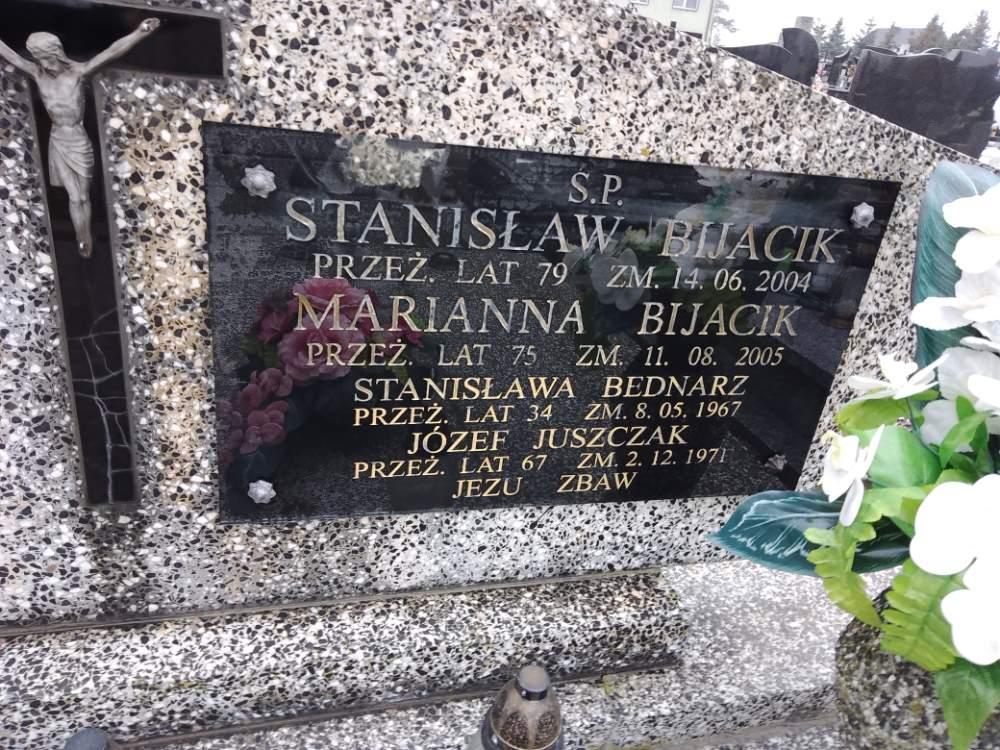 Ś.P.
STANISŁAW BIJACIK
PRZEŻ. LAT 79 ZM. 14.06.2004
MARIANNA BIJACIK
PRZEŻ. LAT 75 ZM. 11. 08. 2005
STANISŁAWA BEDNARZ
PRZEŻ. LAT 34 ZM. 8.05.1967
JÓZEF JUSZCZAK
PRZEŻ. LAT 67 ZM. 2.12.1971
JEZU ZBAW